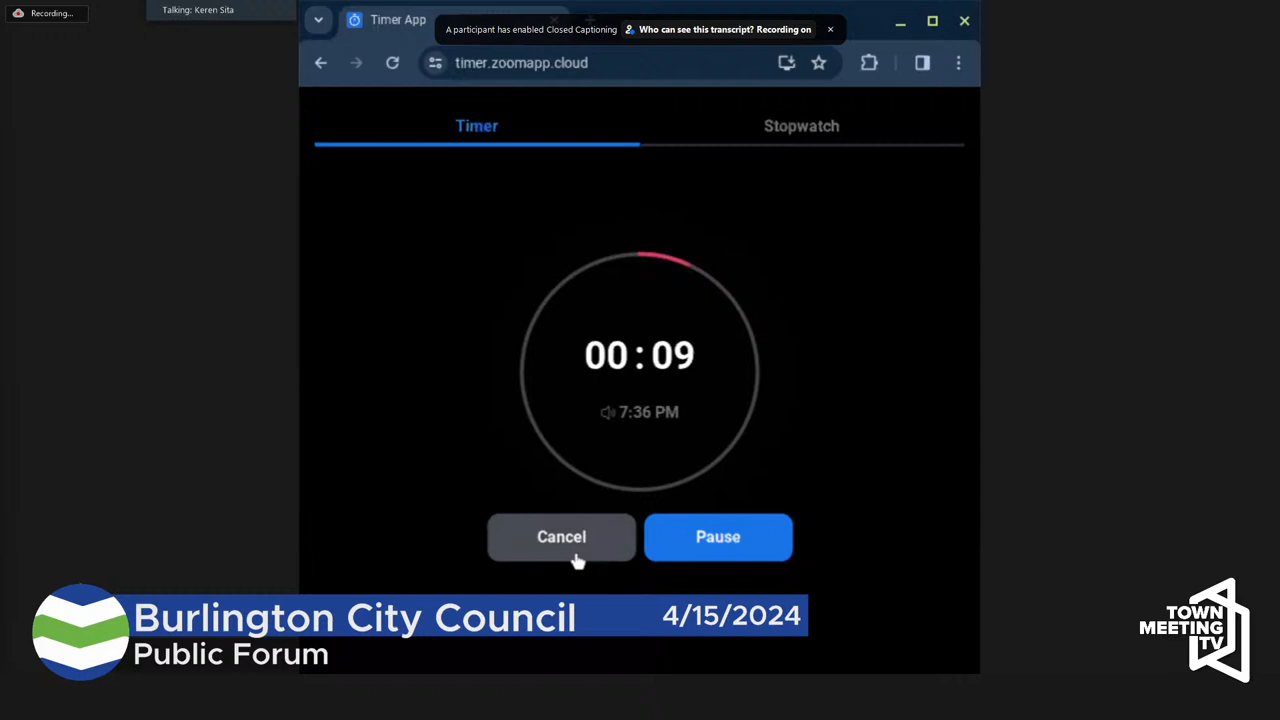 Recording...
Talking: Keren Sita
Timer App
A participant has enabled Closed Captioning Who can see this transcript? Recording on
timer.zoomapp.cloud
Timer Stopwatch
00:09
7:36 PM
Cancel Pause
Burlington City Council 4/15/2024
Public Forum
TOWN
MEETING
TV